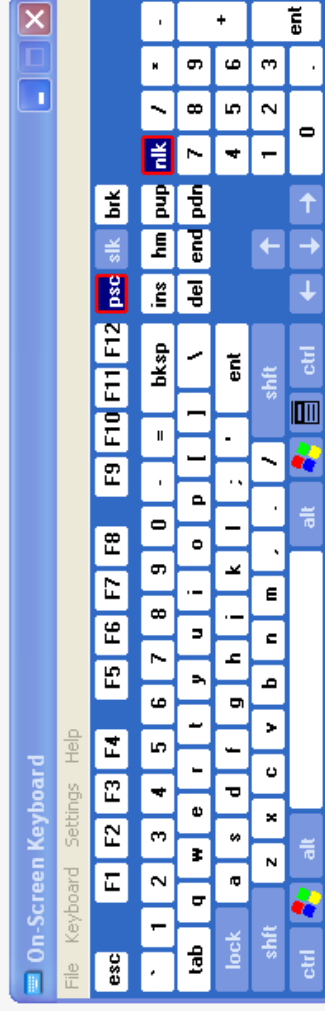 On-Screen Keyboard
File Keyboard Settings Help
esc F1 F2 F3 F4 F5 F6 F7 F8 F9 F10 F11 F12 psc slk brk
` 1 2 3 4 5 6 7 8 9 0 - = bksp ins hm pup nlk / * -
tab q w e r t y u i o p [ ] \ del end pdn 7 8 9 +
lock a s d f g h j k l ; ' ent 4 5 6
shft z x c v b n m , . / shft ↑ 1 2 3 ent
ctrl alt alt ctrl ← ↓ → 0 .